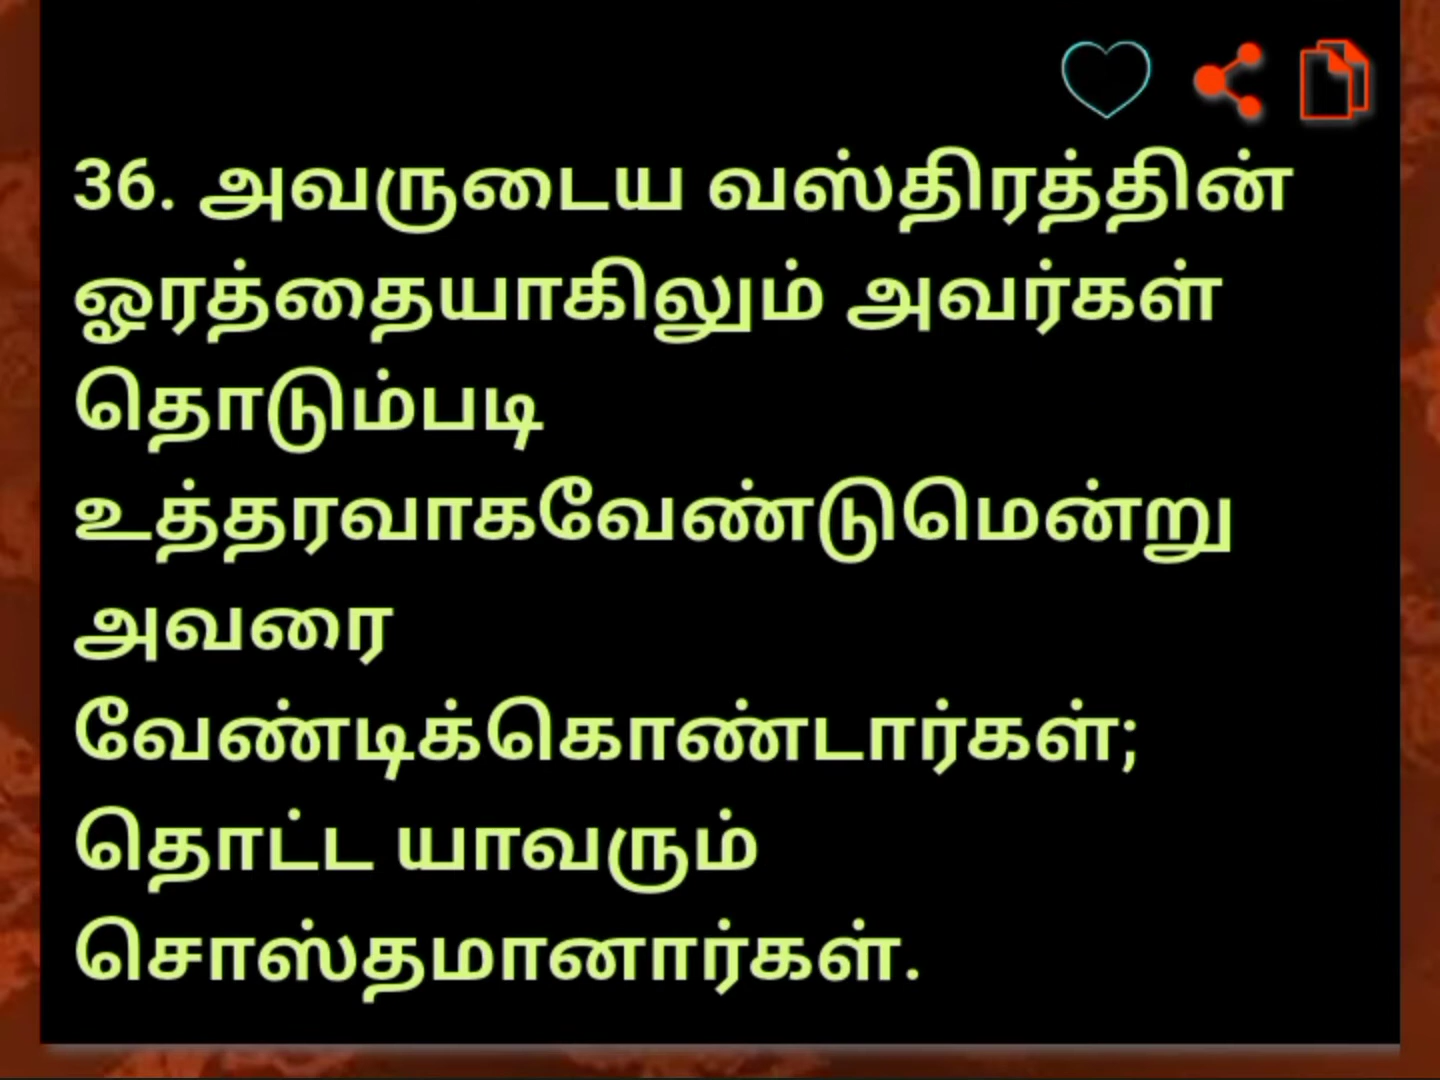 36. அவருடைய வஸ்திரத்தின்
ஓரத்தையாகிலும் அவர்கள்
தொடும்படி
உத்தரவாகவேண்டுமென்று
அவரை
வேண்டிக்கொண்டார்கள்;
தொட்ட யாவரும்
சொஸ்தமானார்கள்.